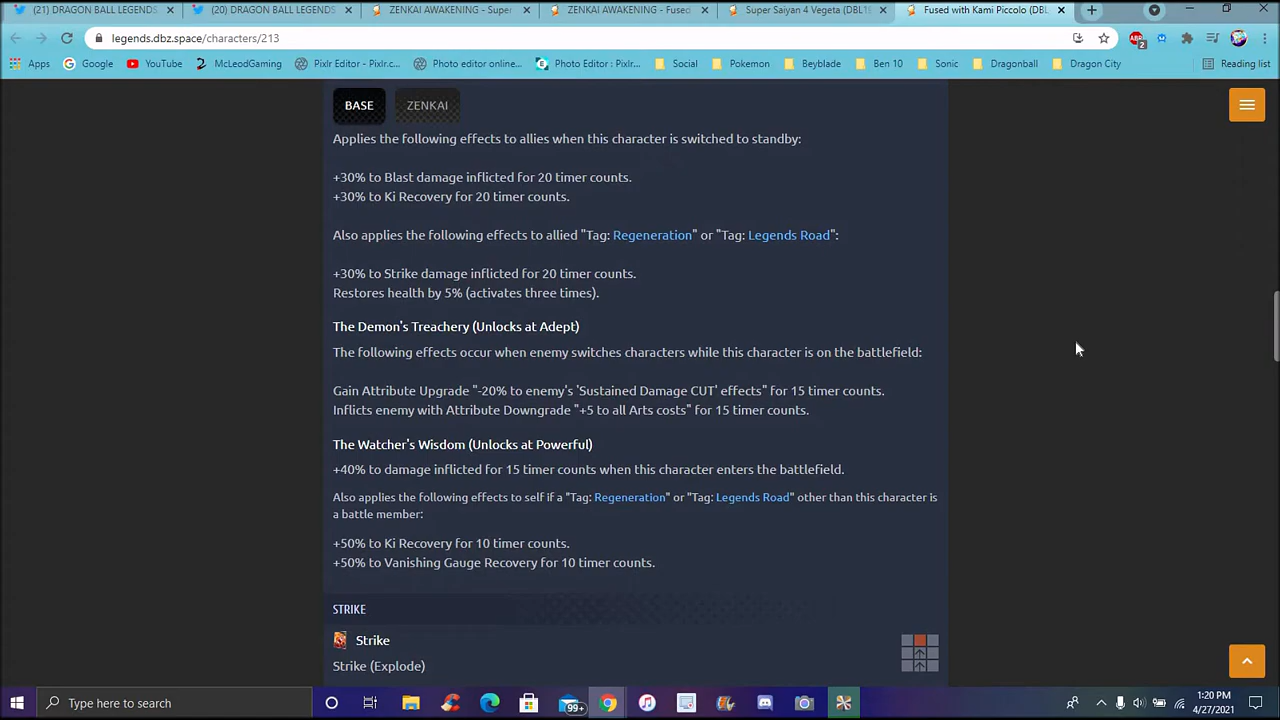 (21) DRAGON BALL LEGENDS
(20) DRAGON BALL LEGENDS
ZENKAI AWAKENING - Super
ZENKAI AWAKENING - Fused
Super Saiyan 4 Vegeta (DBL1
Fused with Kami Piccolo (DBL
legends.dbz.space/characters/213
Apps
Google
YouTube
McLeodGaming
Pixlr Editor - Pixlr.c...
Photo editor online...
Photo Editor : Pixlr...
Social
Pokemon
Beyblade
Ben 10
Sonic
Dragonball
Dragon City
Reading list
BASE
ZENKAI
Applies the following effects to allies when this character is switched to standby:
+30% to Blast damage inflicted for 20 timer counts.
+30% to Ki Recovery for 20 timer counts.
Also applies the following effects to allied "Tag: Regeneration" or "Tag: Legends Road":
+30% to Strike damage inflicted for 20 timer counts.
Restores health by 5% (activates three times).
The Demon's Treachery (Unlocks at Adept)
The following effects occur when enemy switches characters while this character is on the battlefield:
Gain Attribute Upgrade "-20% to enemy's 'Sustained Damage CUT' effects" for 15 timer counts.
Inflicts enemy with Attribute Downgrade "+5 to all Arts costs" for 15 timer counts.
The Watcher's Wisdom (Unlocks at Powerful)
+40% to damage inflicted for 15 timer counts when this character enters the battlefield.
Also applies the following effects to self if a "Tag: Regeneration" or "Tag: Legends Road" other than this character is
a battle member:
+50% to Ki Recovery for 10 timer counts.
+50% to Vanishing Gauge Recovery for 10 timer counts.
STRIKE
Strike
Strike (Explode)
Type here to search
99+
1:20 PM
4/27/2021